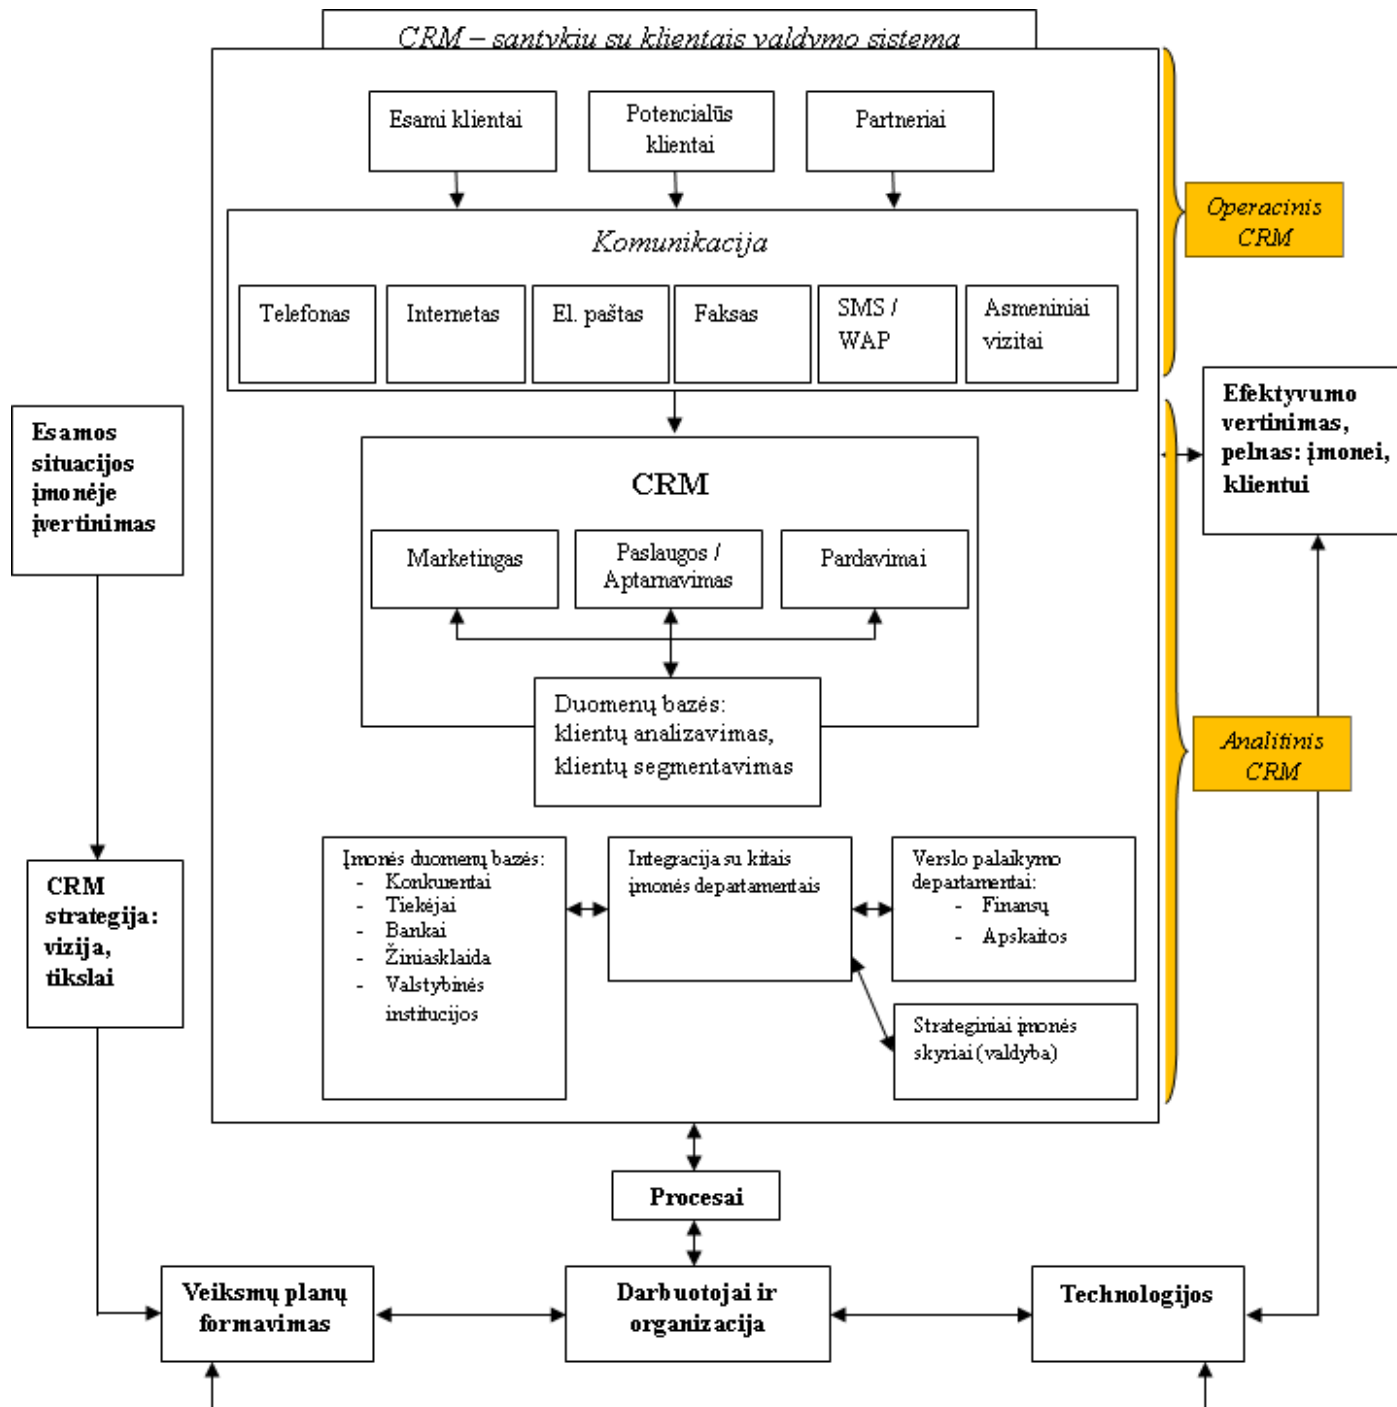 CRM – santykiu su klientais valdymo sistema
Esami klientai
Potencialūs
klientai
Partneriai
Operacinis
CRM
Komunikacija
Telefonas
Internetas
El. paštas
Faksas
SMS /
WAP
Asmeniniai
vizitai
Esamos
situacijos
įmonėje
įvertinimas
Efektyvumo
vertinimas,
pelnas: įmonei,
klientui
CRM
Marketingas
Paslaugos /
Aptarnavimas
Pardavimai
Duomenų bazės:
klientų analizavimas,
klientų segmentavimas
Analitinis
CRM
CRM
strategija:
vizija,
tikslai
Įmonės duomenų bazės:
- Konkurentai
- Tiekėjai
- Bankai
- Žiniasklaida
- Valstybinės
institucijos
Integracija su kitais
įmonės departamentais
Verslo palaikymo
departamentai:
- Finansų
- Apskaitos
Strateginiai įmonės
skyriai (valdyba)
Procesai
Veiksmų planų
formavimas
Darbuotojai ir
organizacija
Technologijos